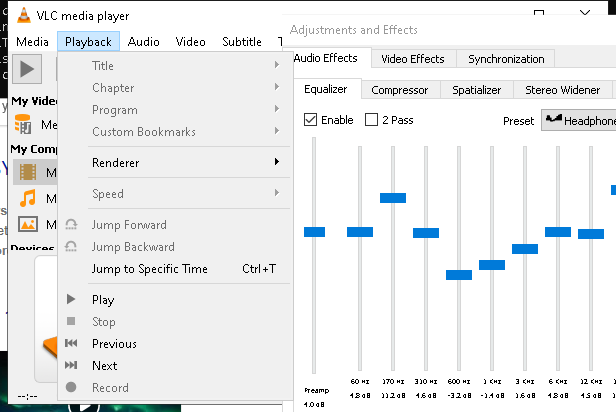 VLC media player
Media Playback Audio Video Subtitle T
Title
Chapter
Program
Custom Bookmarks
Renderer
Speed
Jump Forward
Jump Backward
Jump to Specific Time Ctrl+T
Play
Stop
Previous
Next
Record
My Vide
Me
My Comp
M
M
M
Devices
--:--
Adjustments and Effects
Audio Effects Video Effects Synchronization
Equalizer Compressor Spatializer Stereo Widener
Enable 2 Pass Preset Headphone
60 Hz 170 Hz 310 Hz 600 Hz 1 KHz 3 KHz 6 KHz 12 K
Preamp 4.8 dB 11.2 dB 4.6 dB -3.2 dB -1.4 dB 1.6 dB 4.8 dB 4.5 dB
4.0 dB